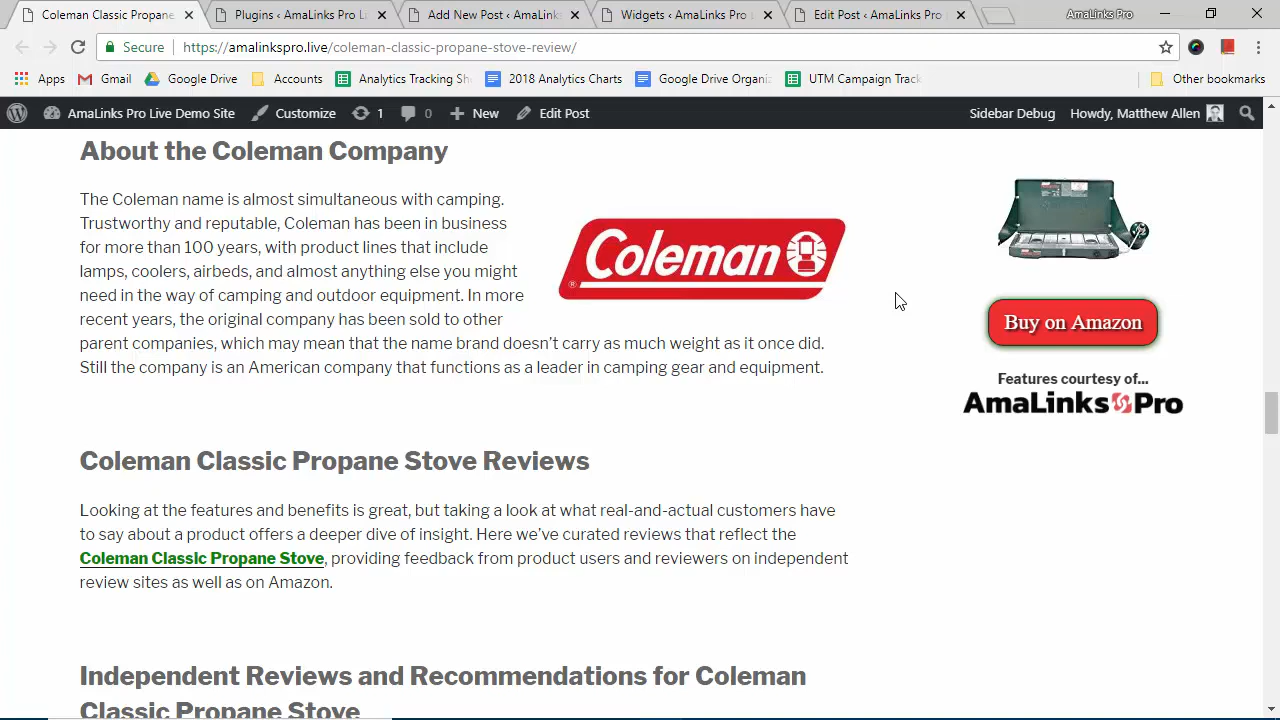 Coleman Classic Propane
Plugins ‹ AmaLinks Pro L
Add New Post ‹ AmaLink
Widgets ‹ AmaLinks Pro L
Edit Post ‹ AmaLinks Pro
AmaLinks Pro
Secure
https://amalinkspro.live/coleman-classic-propane-stove-review/
Apps
Gmail
Google Drive
Accounts
Analytics Tracking Sh
2018 Analytics Charts
Google Drive Organiz
UTM Campaign Track
Other bookmarks
AmaLinks Pro Live Demo Site
Customize
1
0
New
Edit Post
Sidebar Debug
Howdy, Matthew Allen
About the Coleman Company
The Coleman name is almost simultaneous with camping.
Trustworthy and reputable, Coleman has been in business
for more than 100 years, with product lines that include
lamps, coolers, airbeds, and almost anything else you might
need in the way of camping and outdoor equipment. In more
recent years, the original company has been sold to other
parent companies, which may mean that the name brand doesn’t carry as much weight as it once did.
Still the company is an American company that functions as a leader in camping gear and equipment.
Coleman
®
Buy on Amazon
Features courtesy of...
AmaLinks Pro
Coleman Classic Propane Stove Reviews
Looking at the features and benefits is great, but taking a look at what real-and-actual customers have
to say about a product offers a deeper dive of insight. Here we’ve curated reviews that reflect the
Coleman Classic Propane Stove, providing feedback from product users and reviewers on independent
review sites as well as on Amazon.
Independent Reviews and Recommendations for Coleman
Classic Propane Stove